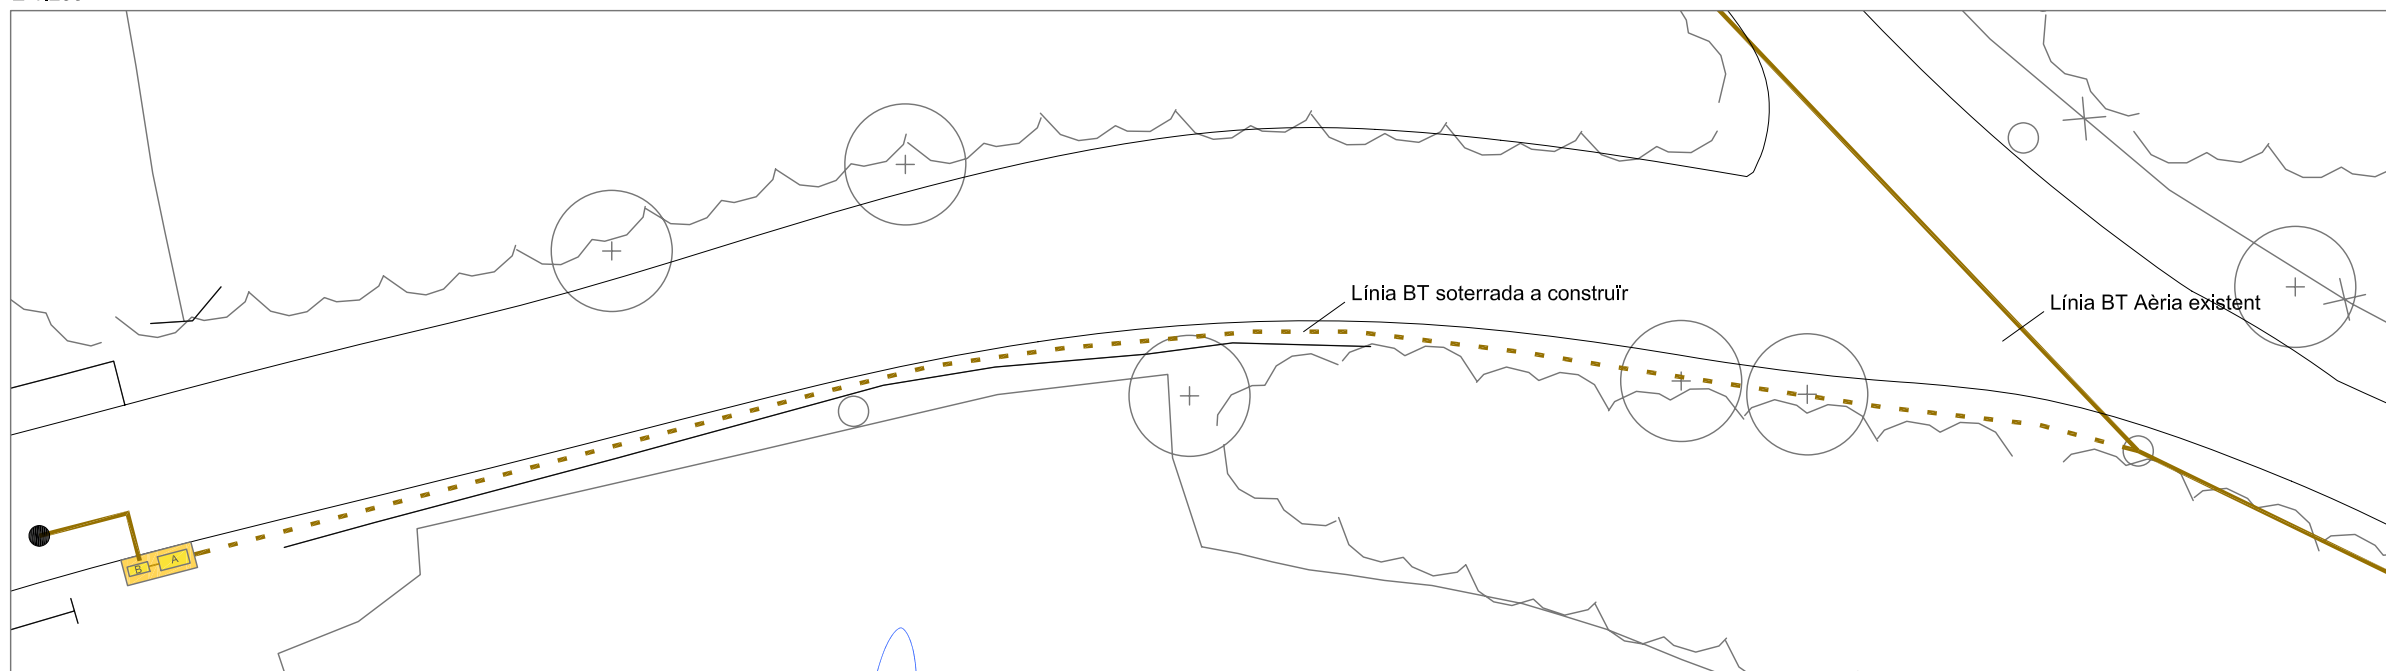 Línia BT soterrada a construïr
Línia BT Aèria existent
A
B